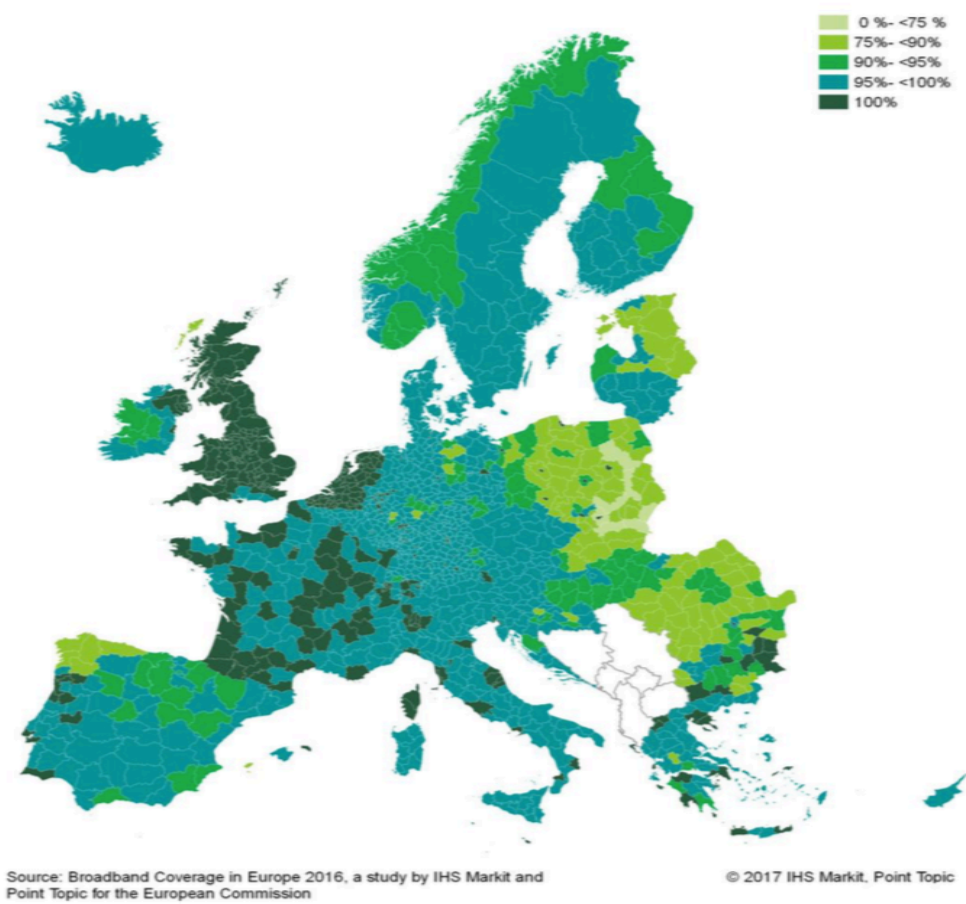 0 %- <75 %
75%- <90%
90%- <95%
95%- <100%
100%
Source: Broadband Coverage in Europe 2016, a study by IHS Markit and
Point Topic for the European Commission
© 2017 IHS Markit, Point Topic